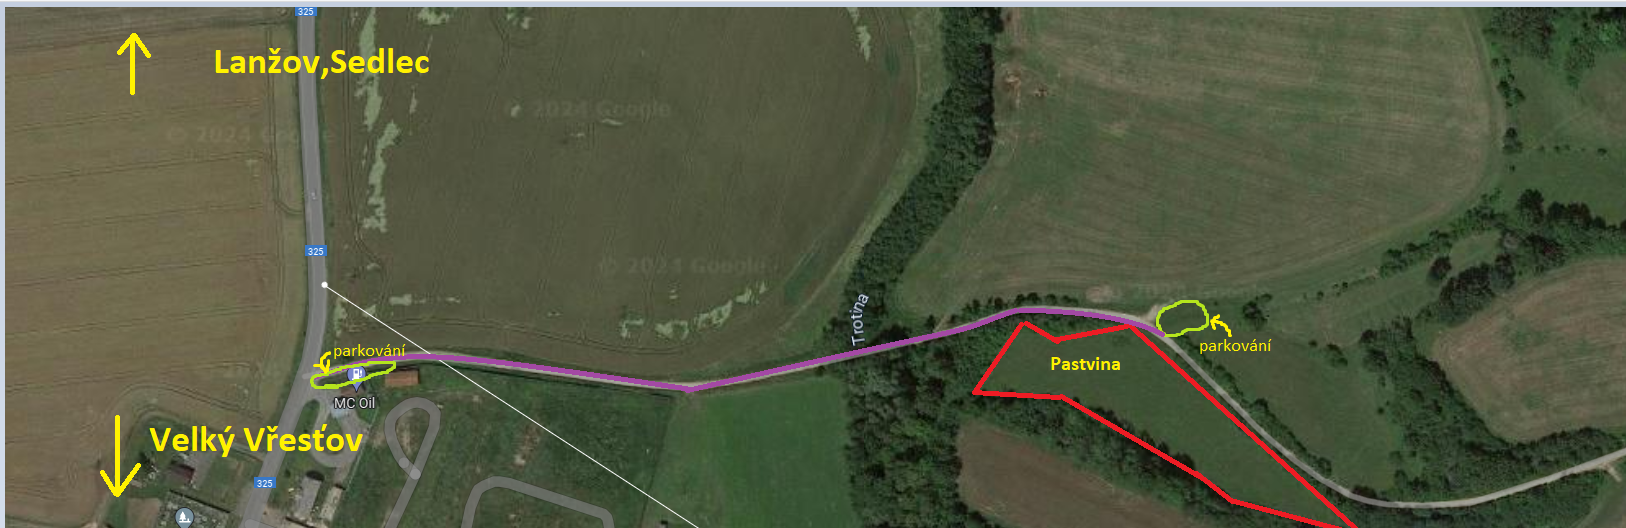 325
Lanžov,Sedlec
© 2024 Google
© 2024 Google
325
© 2024 Google
Trotina
parkování
parkování
Pastvina
MC Oil
Velký Vřesťov
325